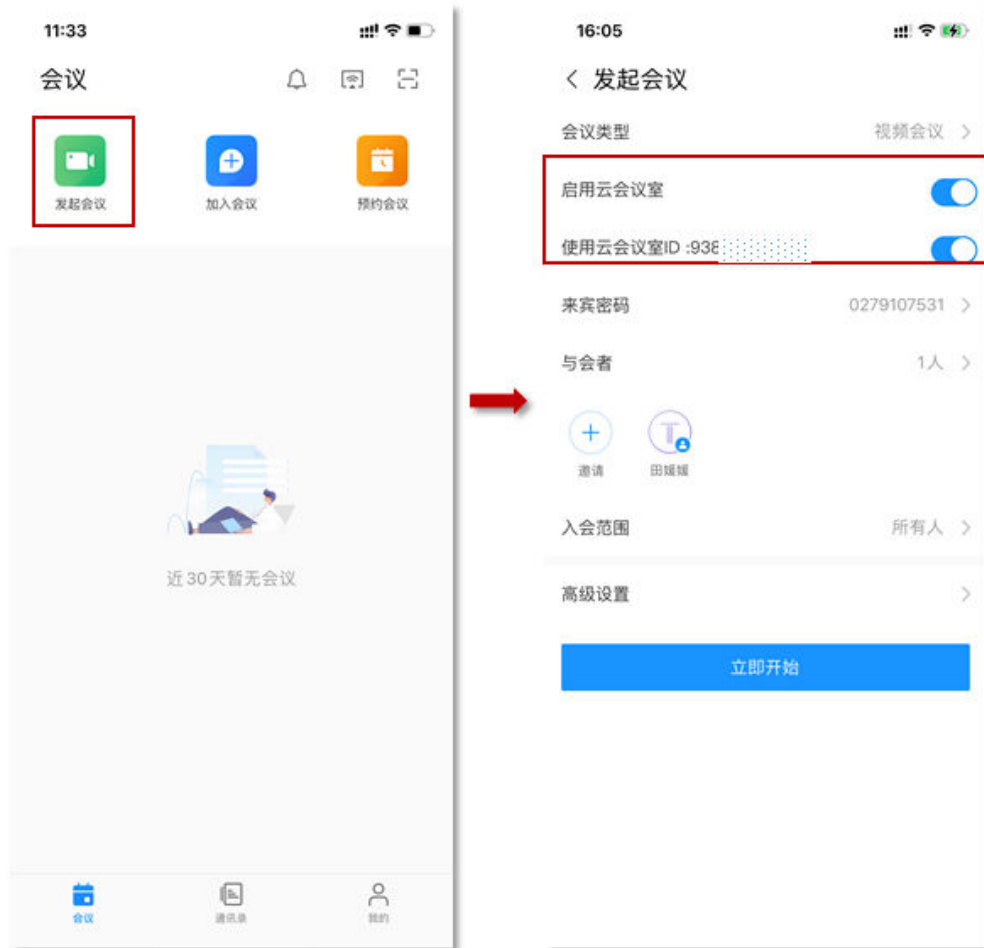 11:33
会议
发起会议
加入会议
预约会议
近30天暂无会议
会议
通讯录
我的
16:05
发起会议
会议类型
视频会议
启用云会议室
使用云会议室ID :938
来宾密码
0279107531
与会者
1人
邀请
田媛媛
入会范围
所有人
高级设置
立即开始